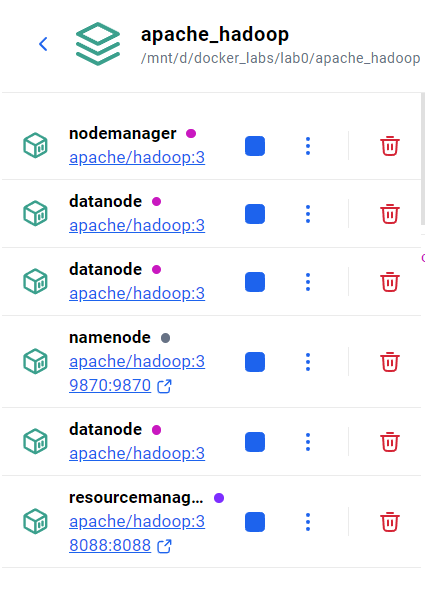 apache_hadoop
/mnt/d/docker_labs/lab0/apache_hadoop
nodemanager
apache/hadoop:3
datanode
apache/hadoop:3
datanode
apache/hadoop:3
namenode
apache/hadoop:3
9870:9870
datanode
apache/hadoop:3
resourcemanag...
apache/hadoop:3
8088:8088